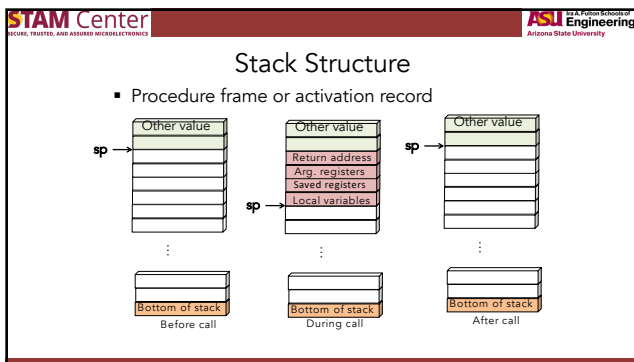 STAM Center
SECURE, TRUSTED, AND ASSURED MICROELECTRONICS
ASU Ira A. Fulton Schools of
Engineering
Arizona State University
Stack Structure
▪ Procedure frame or activation record
Other value
sp
⋮
Bottom of stack
Before call
Other value
Return address
Arg. registers
Saved registers
Local variables
sp
⋮
Bottom of stack
During call
Other value
sp
⋮
Bottom of stack
After call